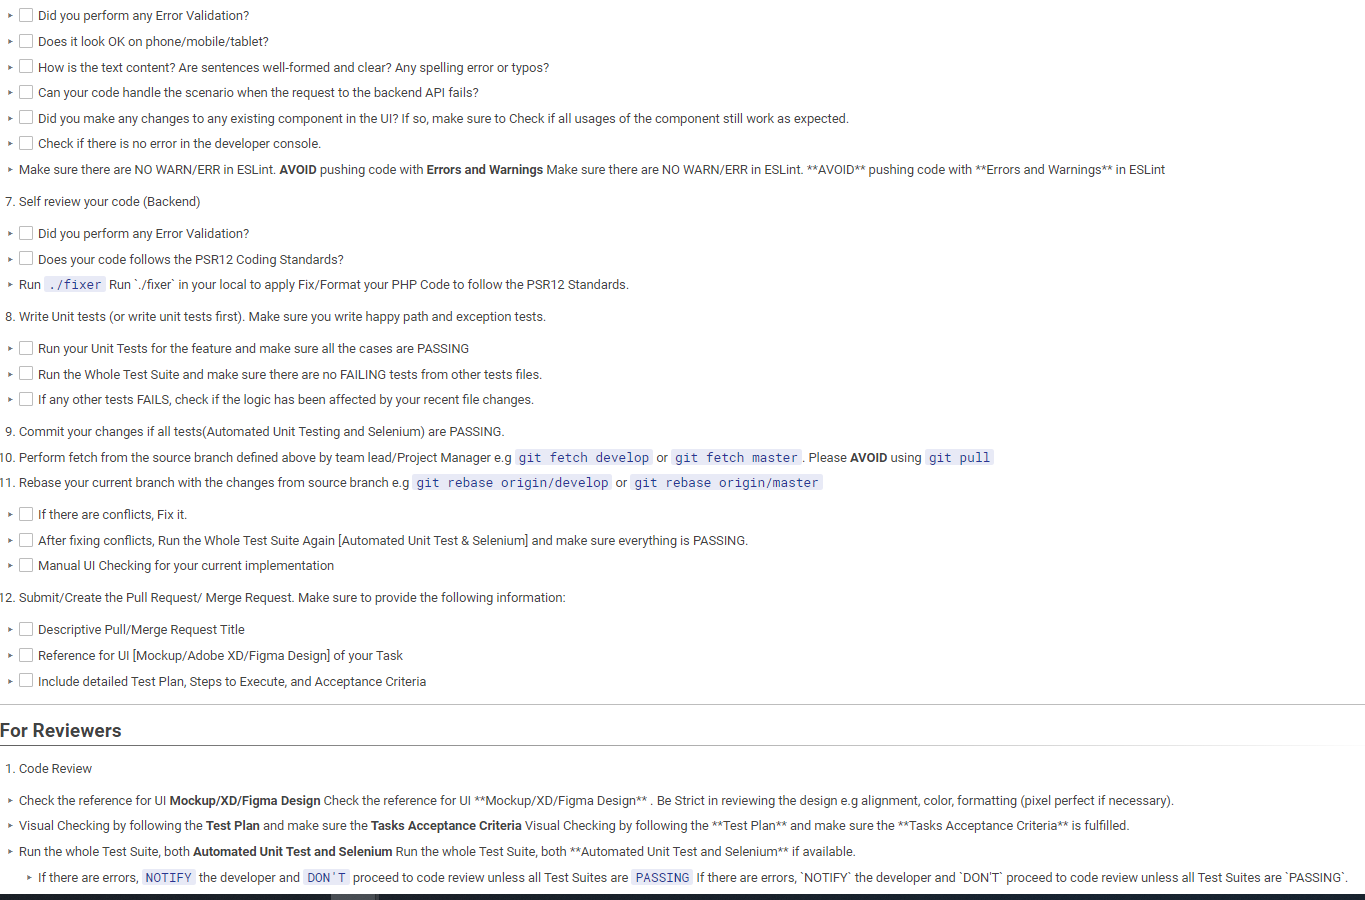 Did you perform any Error Validation?
Does it look OK on phone/mobile/tablet?
How is the text content? Are sentences well-formed and clear? Any spelling error or typos?
Can your code handle the scenario when the request to the backend API fails?
Did you make any changes to any existing component in the UI? If so, make sure to Check if all usages of the component still work as expected.
Check if there is no error in the developer console.
Make sure there are NO WARN/ERR in ESLint. AVOID pushing code with Errors and Warnings Make sure there are NO WARN/ERR in ESLint. **AVOID** pushing code with **Errors and Warnings** in ESLint
7. Self review your code (Backend)
Did you perform any Error Validation?
Does your code follows the PSR12 Coding Standards?
Run ./fixer Run `./fixer` in your local to apply Fix/Format your PHP Code to follow the PSR12 Standards.
8. Write Unit tests (or write unit tests first). Make sure you write happy path and exception tests.
Run your Unit Tests for the feature and make sure all the cases are PASSING
Run the Whole Test Suite and make sure there are no FAILING tests from other tests files.
If any other tests FAILS, check if the logic has been affected by your recent file changes.
9. Commit your changes if all tests(Automated Unit Testing and Selenium) are PASSING.
10. Perform fetch from the source branch defined above by team lead/Project Manager e.g git fetch develop or git fetch master . Please AVOID using git pull
11. Rebase your current branch with the changes from source branch e.g git rebase origin/develop or git rebase origin/master
If there are conflicts, Fix it.
After fixing conflicts, Run the Whole Test Suite Again [Automated Unit Test & Selenium] and make sure everything is PASSING.
Manual UI Checking for your current implementation
12. Submit/Create the Pull Request/ Merge Request. Make sure to provide the following information:
Descriptive Pull/Merge Request Title
Reference for UI [Mockup/Adobe XD/Figma Design] of your Task
Include detailed Test Plan, Steps to Execute, and Acceptance Criteria
For Reviewers
1. Code Review
Check the reference for UI Mockup/XD/Figma Design Check the reference for UI **Mockup/XD/Figma Design** . Be Strict in reviewing the design e.g alignment, color, formatting (pixel perfect if necessary).
Visual Checking by following the Test Plan and make sure the Tasks Acceptance Criteria Visual Checking by following the **Test Plan** and make sure the **Tasks Acceptance Criteria** is fulfilled.
Run the whole Test Suite, both Automated Unit Test and Selenium Run the whole Test Suite, both **Automated Unit Test and Selenium** if available.
If there are errors, NOTIFY the developer and DON'T proceed to code review unless all Test Suites are PASSING If there are errors, `NOTIFY` the developer and `DON'T` proceed to code review unless all Test Suites are `PASSING`.